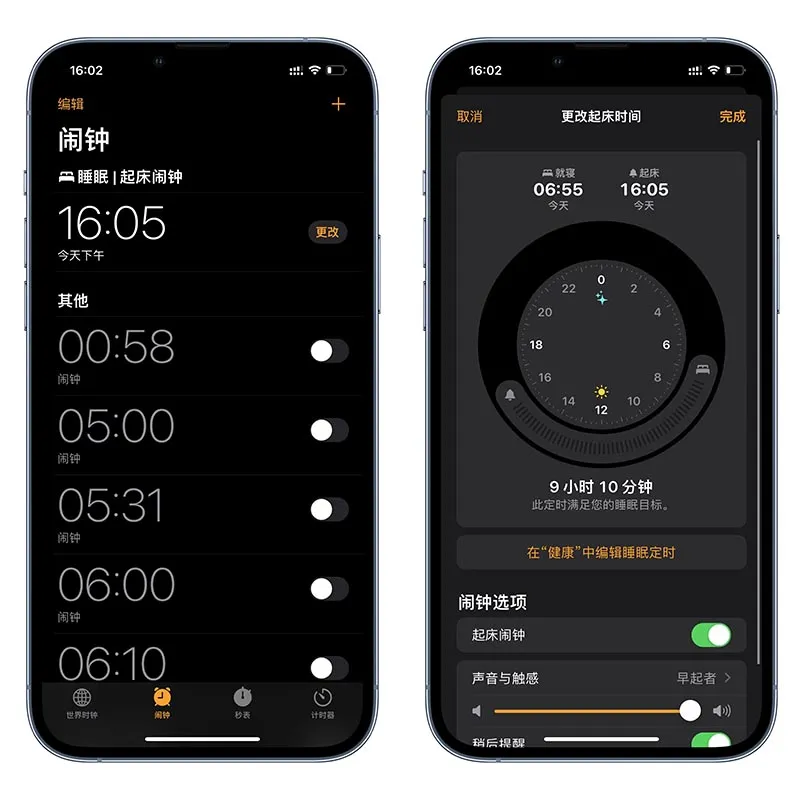 16:02
编辑
闹钟
睡眠 | 起床闹钟
16:05
更改
今天下午
其他
00:58
闹钟
05:00
闹钟
05:31
闹钟
06:00
闹钟
06:10
世界时钟 闹钟 秒表 计时器
16:02
取消 更改起床时间 完成
就寝 起床
06:55 16:05
今天 今天
0
22 2
20 4
18 6
16 8
14 10
12
9 小时 10 分钟
此定时满足您的睡眠目标。
在“健康”中编辑睡眠定时
闹钟选项
起床闹钟
声音与触感 早起者
稍后提醒